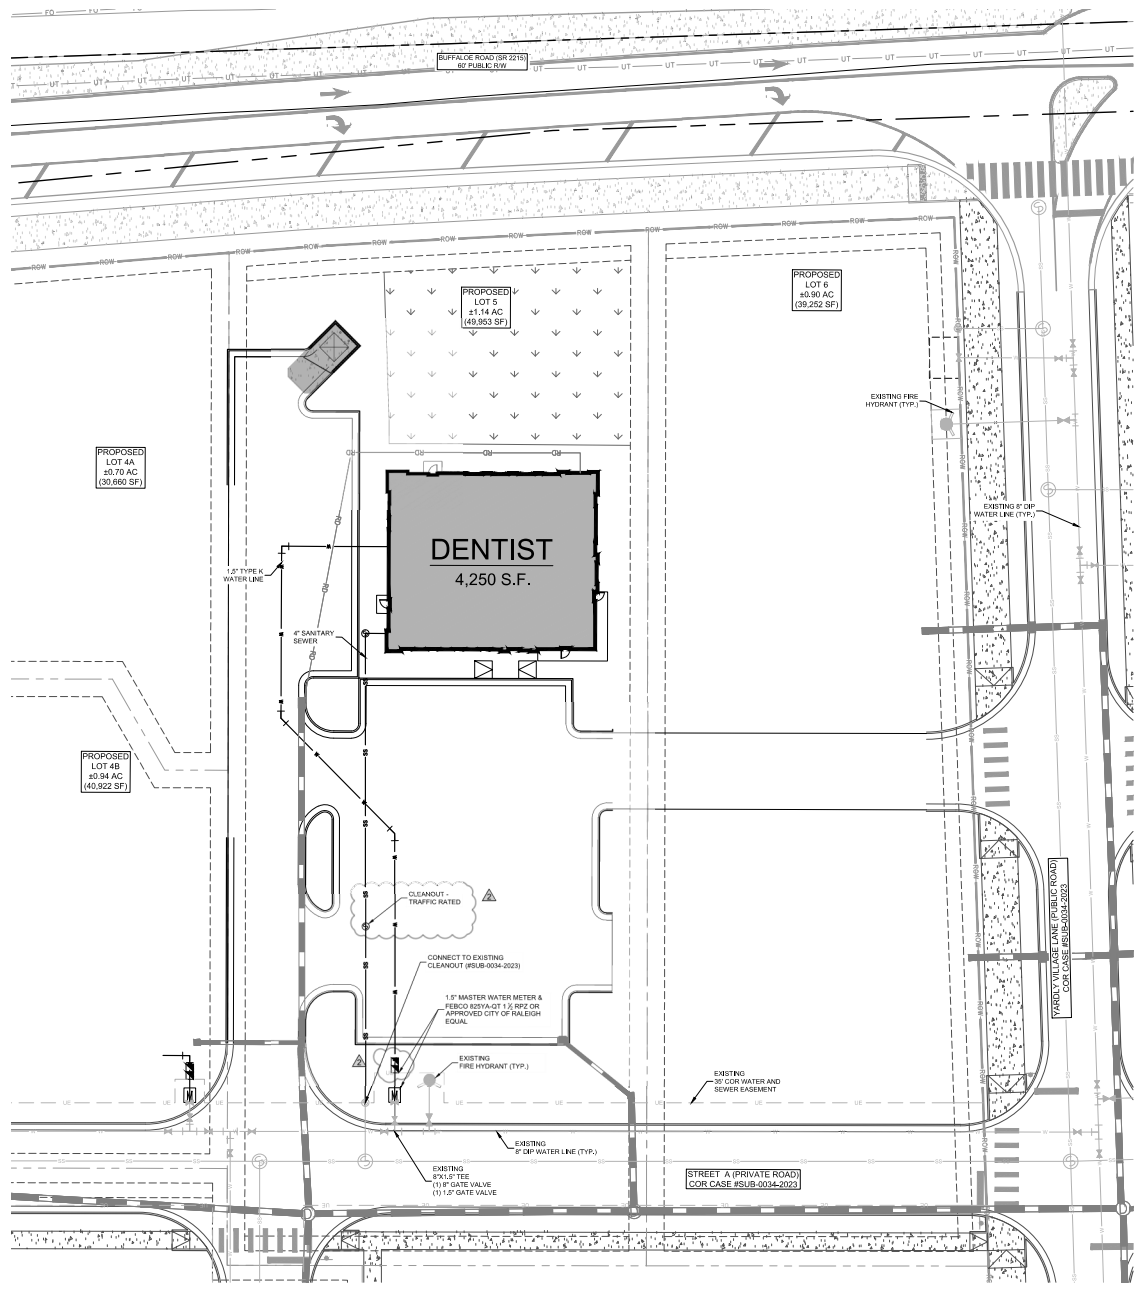 BUFFALOE ROAD (SR 2215)
60' PUBLIC R/W
PROPOSED
LOT 5
±1.14 AC
(49,953 SF)
PROPOSED
LOT 6
±0.90 AC
(39,252 SF)
EXISTING FIRE
HYDRANT (TYP.)
PROPOSED
LOT 4A
±0.70 AC
(30,660 SF)
EXISTING 8" DIP
WATER LINE (TYP.)
DENTIST
4,250 S.F.
1.5" TYPE K
WATER LINE
4" SANITARY
SEWER
PROPOSED
LOT 4B
±0.94 AC
(40,922 SF)
CLEANOUT -
TRAFFIC RATED
2
YARDLY VILLAGE LANE (PUBLIC ROAD)
COR CASE #SUB-0034-2023
CONNECT TO EXISTING
CLEANOUT (#SUB-0034-2023)
1.5" MASTER WATER METER &
FEBCO 825YA-QT 1 ½ RPZ OR
APPROVED CITY OF RALEIGH
EQUAL
2
EXISTING
FIRE HYDRANT (TYP.)
EXISTING
35' COR WATER AND
SEWER EASEMENT
EXISTING
8" DIP WATER LINE (TYP.)
EXISTING
8"X1.5" TEE
(1) 8" GATE VALVE
(1) 1.5" GATE VALVE
STREET A (PRIVATE ROAD)
COR CASE #SUB-0034-2023